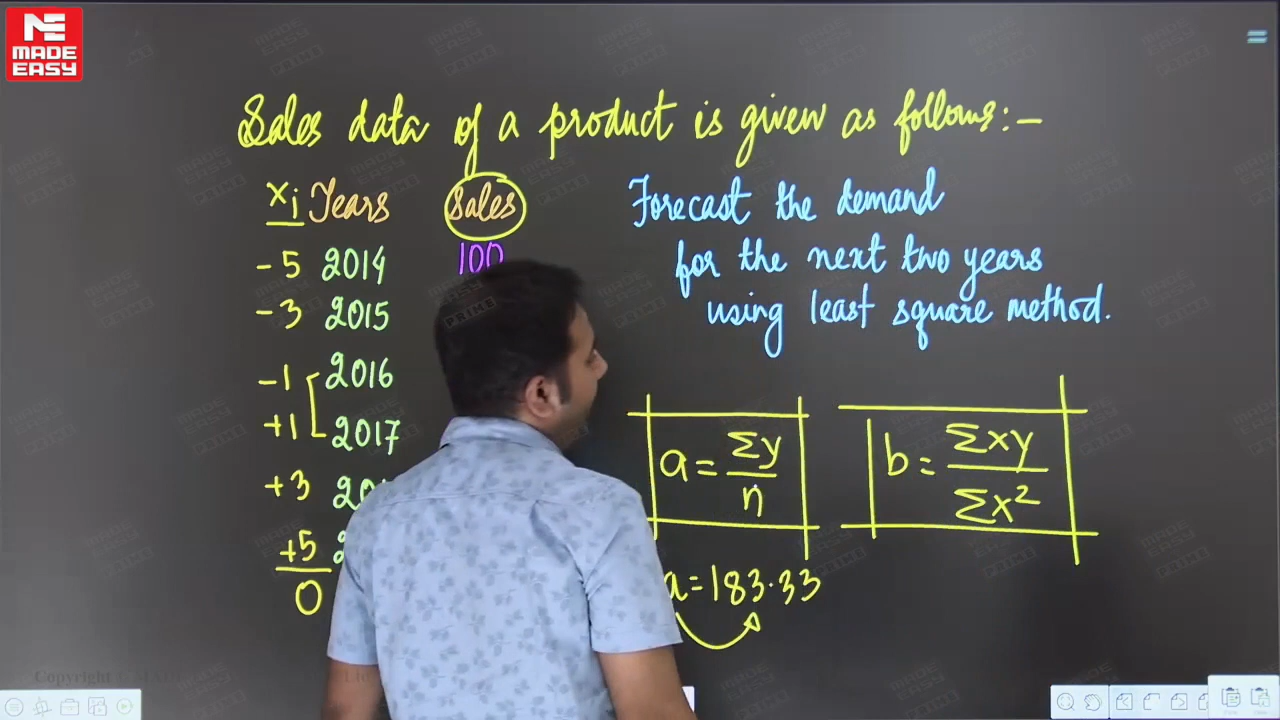 MADE
EASY
Sales data of a product is given as follows:-
xi Years Sales
-5 2014 100
-3 2015
-1 2016
+1 2017
+3
+5
0
Forecast the demand
for the next two years
using least square method.
a = Σy/n
b = Σxy/Σx²
a = 183.33